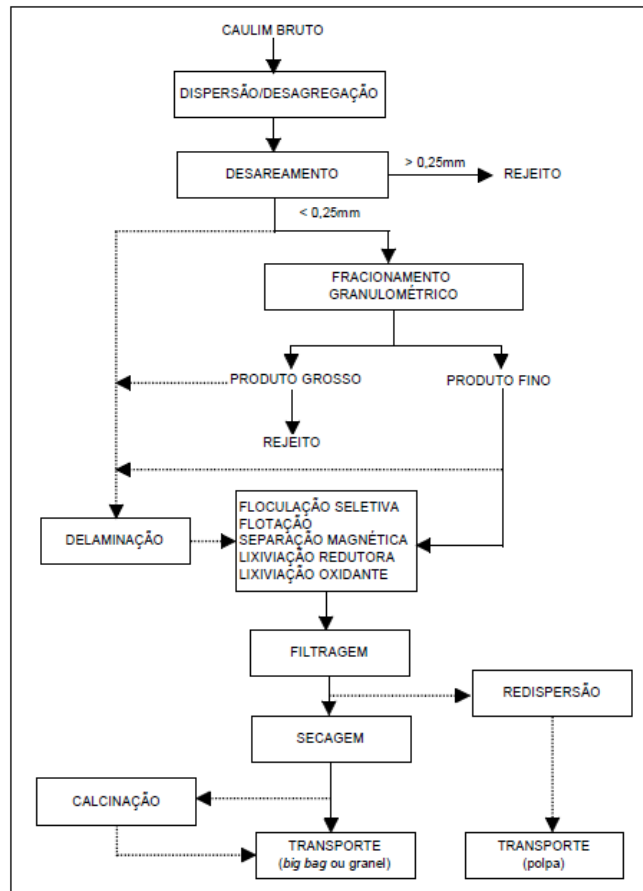 CAULIM BRUTO
DISPERSÃO/DESAGREGAÇÃO
DESAREAMENTO
> 0,25mm
REJEITO
< 0,25mm
FRACIONAMENTO
GRANULOMÉTRICO
PRODUTO GROSSO
PRODUTO FINO
REJEITO
FLOCULAÇÃO SELETIVA
FLOTAÇÃO
SEPARAÇÃO MAGNÉTICA
LIXIVIAÇÃO REDUTORA
LIXIVIAÇÃO OXIDANTE
DELAMINAÇÃO
FILTRAGEM
REDISPERSÃO
SECAGEM
CALCINAÇÃO
TRANSPORTE
(big bag ou granel)
TRANSPORTE
(polpa)